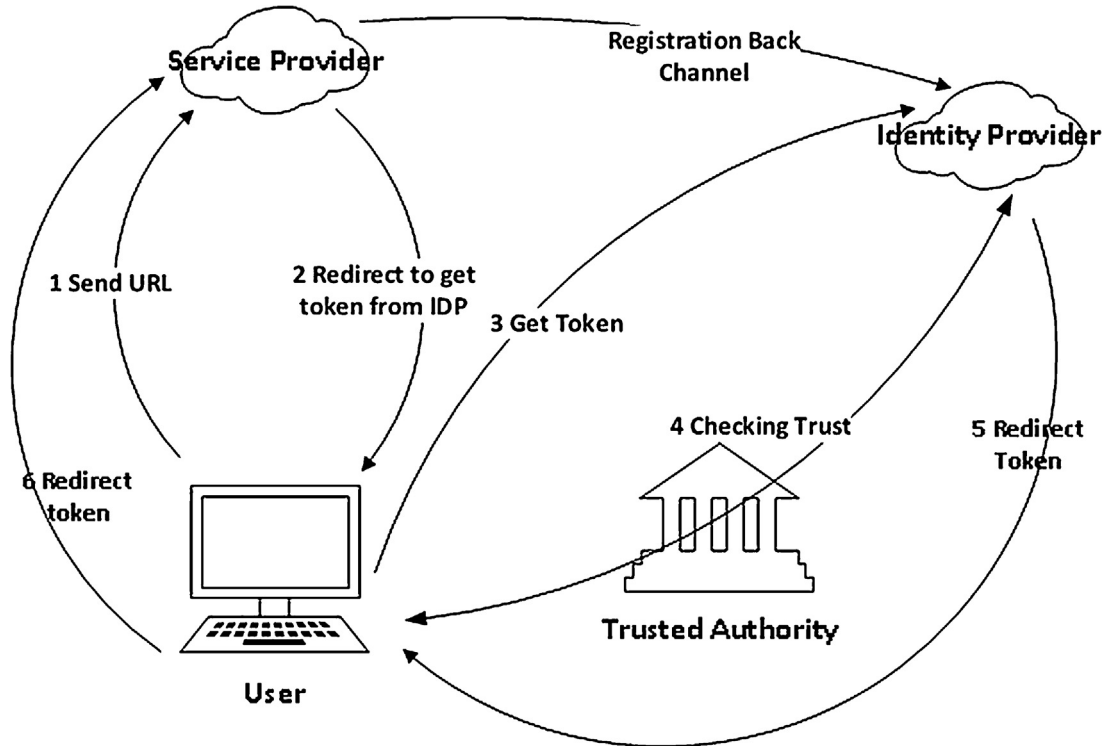 Service Provider
Registration Back
Channel
Identity Provider
1 Send URL
2 Redirect to get
token from IDP
3 Get Token
4 Checking Trust
5 Redirect
Token
6 Redirect
token
Trusted Authority
User